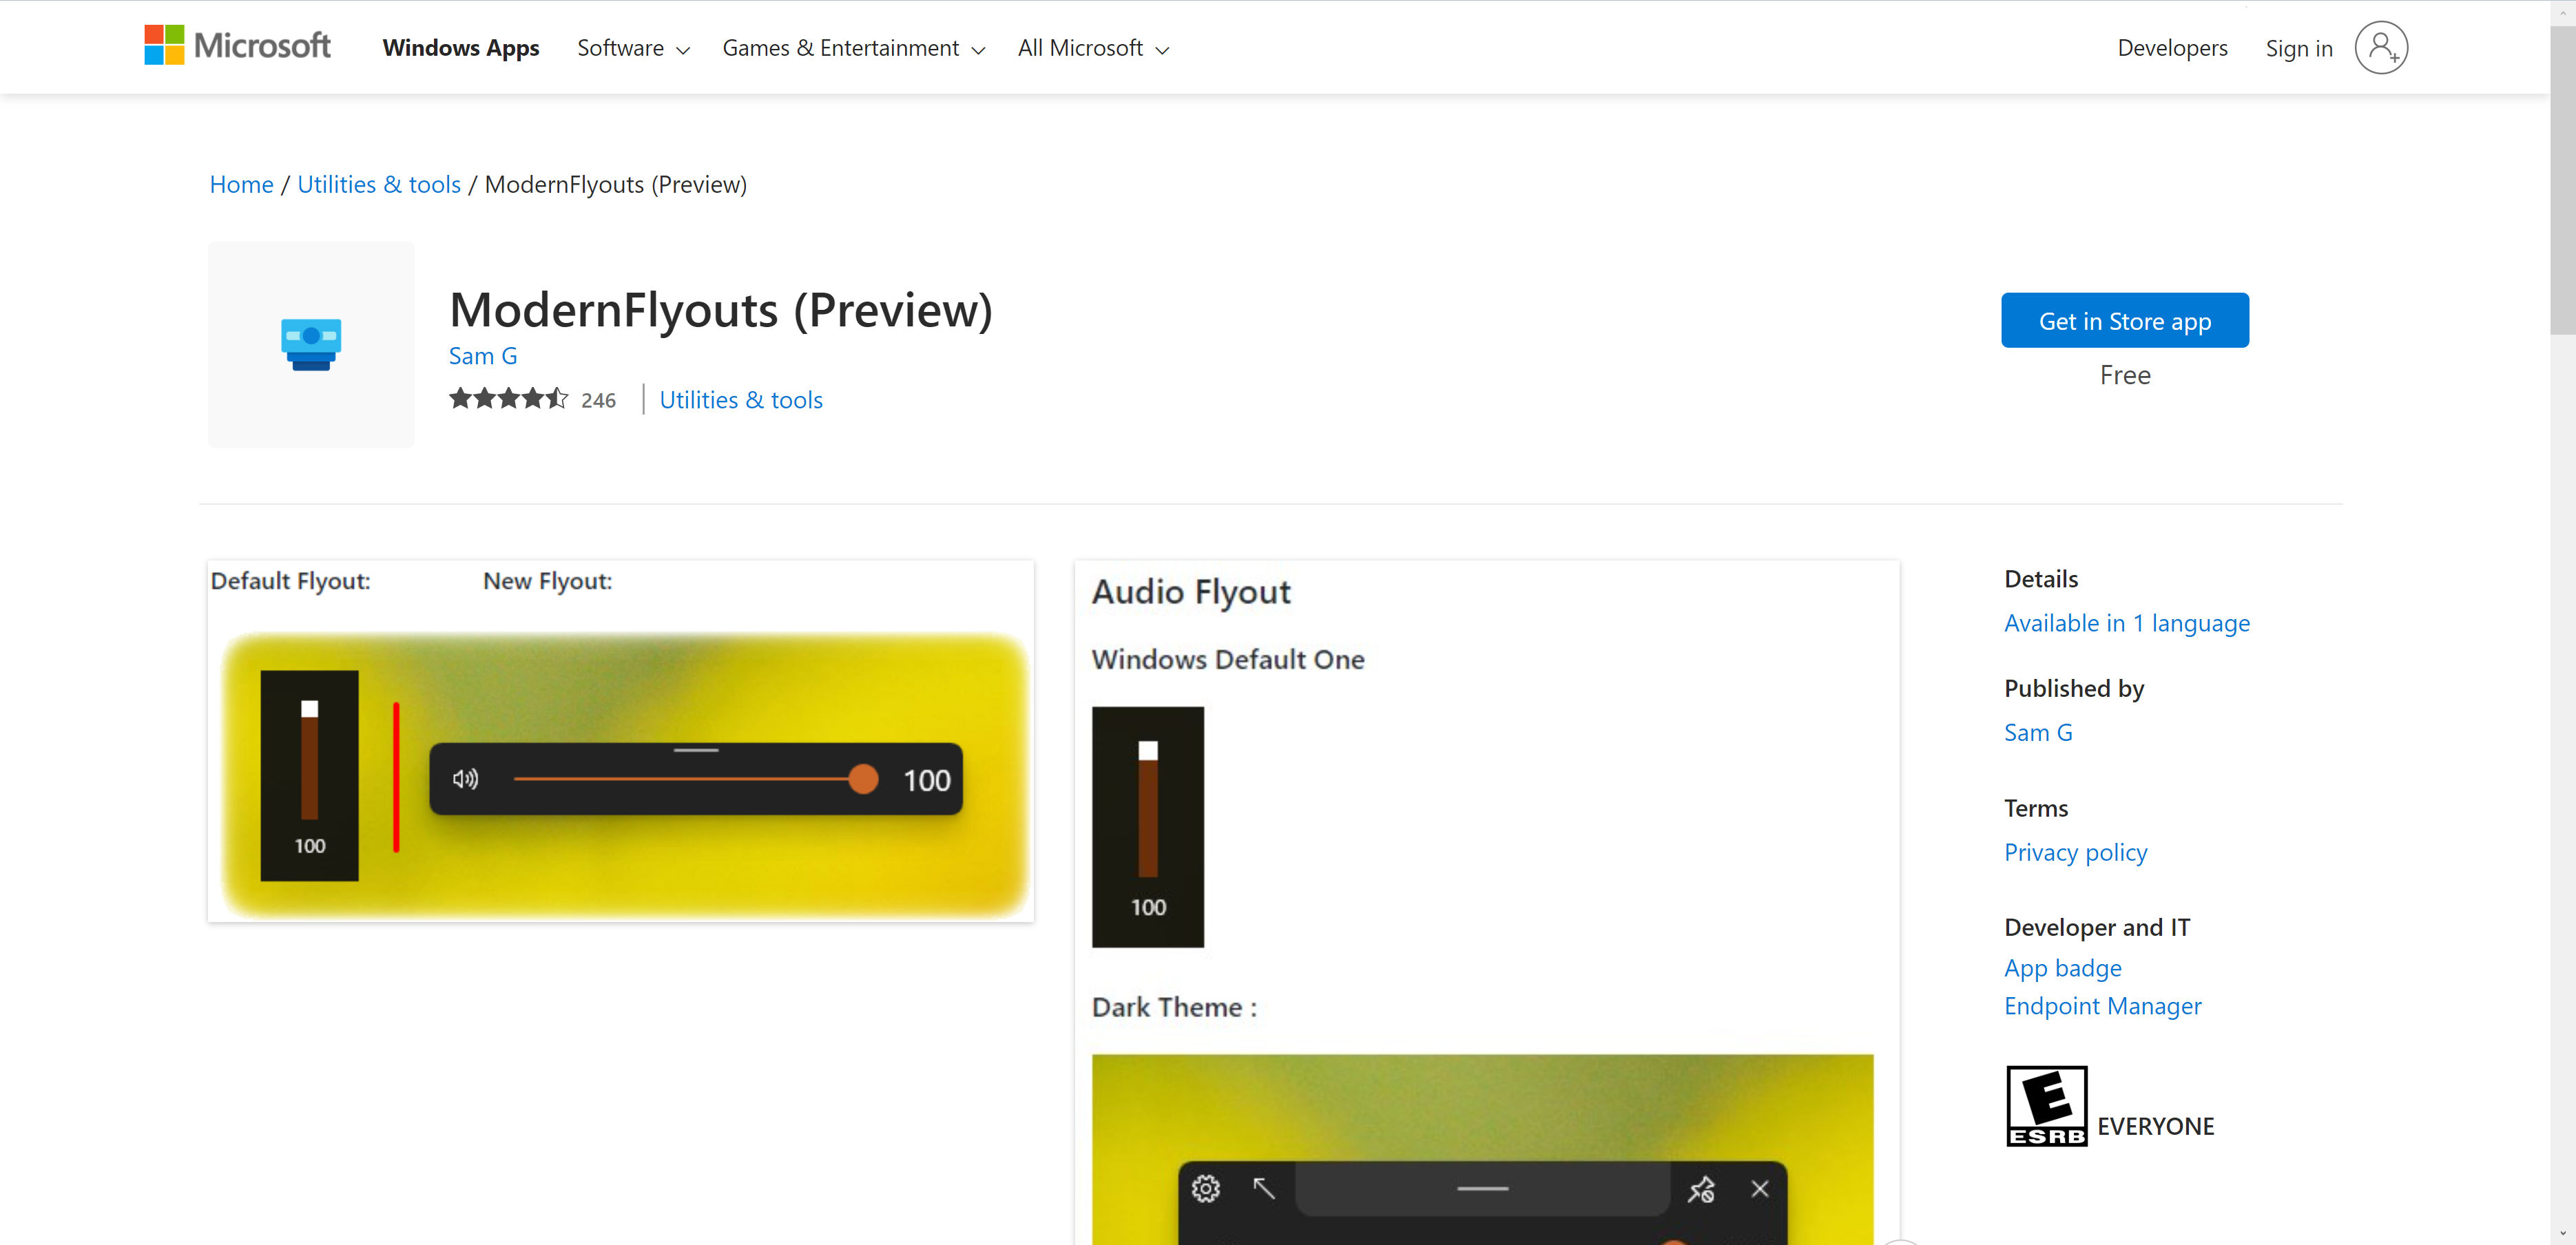 Microsoft Windows Apps Software Games & Entertainment All Microsoft Developers Sign in
Home / Utilities & tools / ModernFlyouts (Preview)
ModernFlyouts (Preview)
Sam G
246 Utilities & tools
Get in Store app
Free
Default Flyout: New Flyout:
100
100
Audio Flyout
Windows Default One
100
Dark Theme :
Details
Available in 1 language
Published by
Sam G
Terms
Privacy policy
Developer and IT
App badge
Endpoint Manager
E
ESRB
EVERYONE